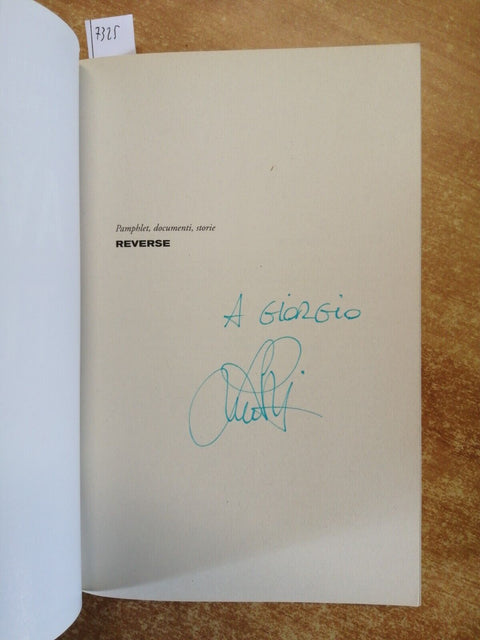 7325
Pamphlet, documenti, storie
REVERSE
A GIORGIO